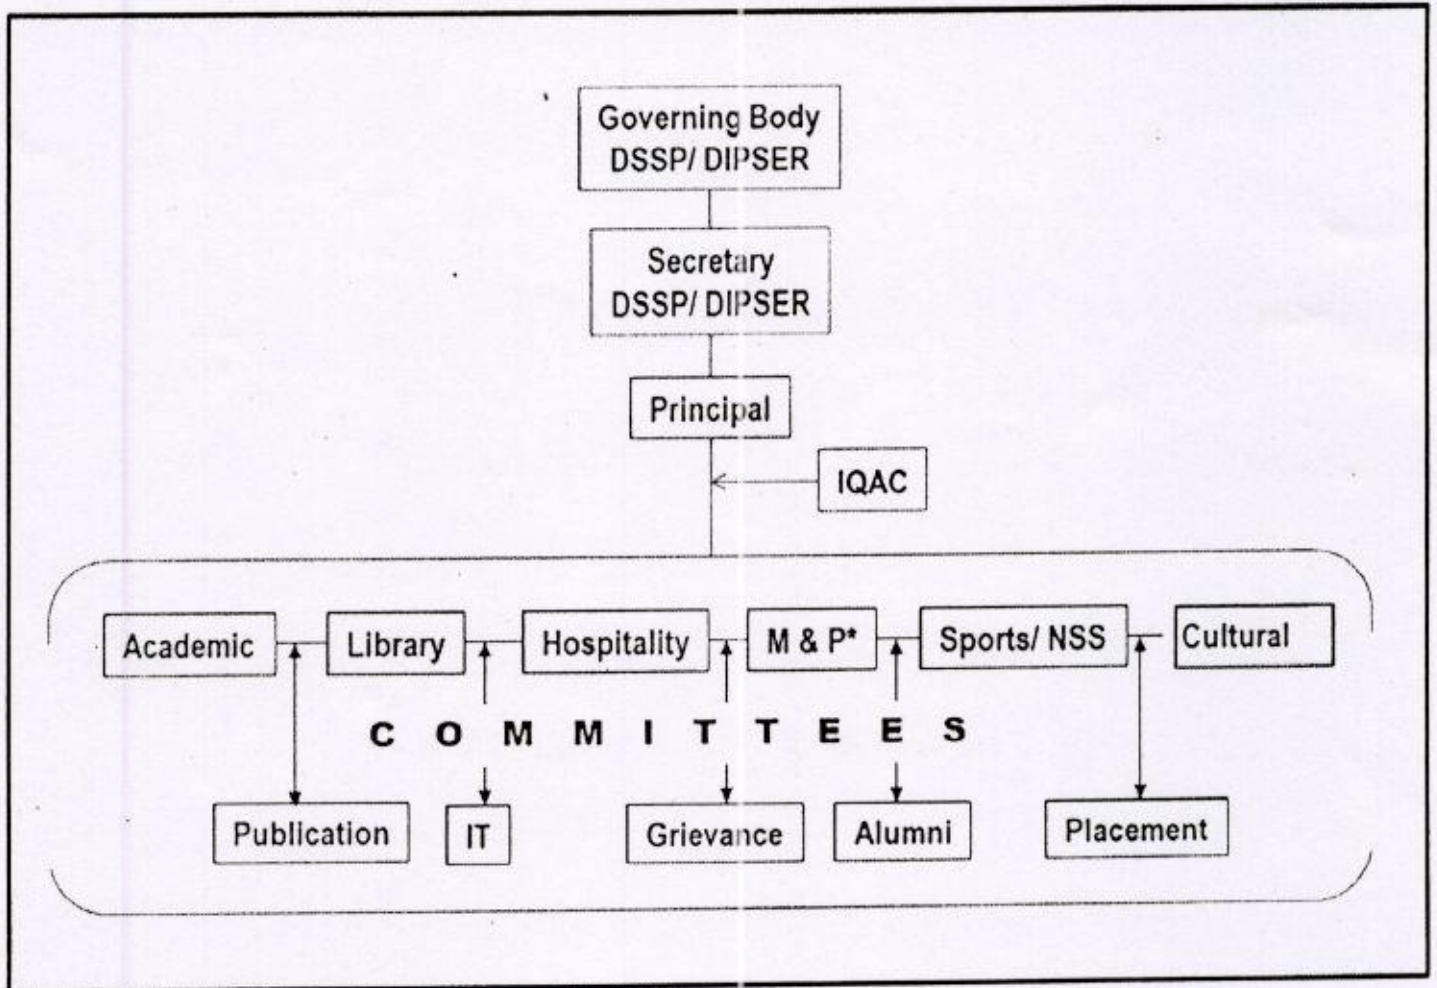 Governing Body
DSSP/ DIPSER
Secretary
DSSP/ DIPSER
Principal
IQAC
Academic
Library
Hospitality
M & P*
Sports/ NSS
Cultural
COMMITTEES
Publication
IT
Grievance
Alumni
Placement